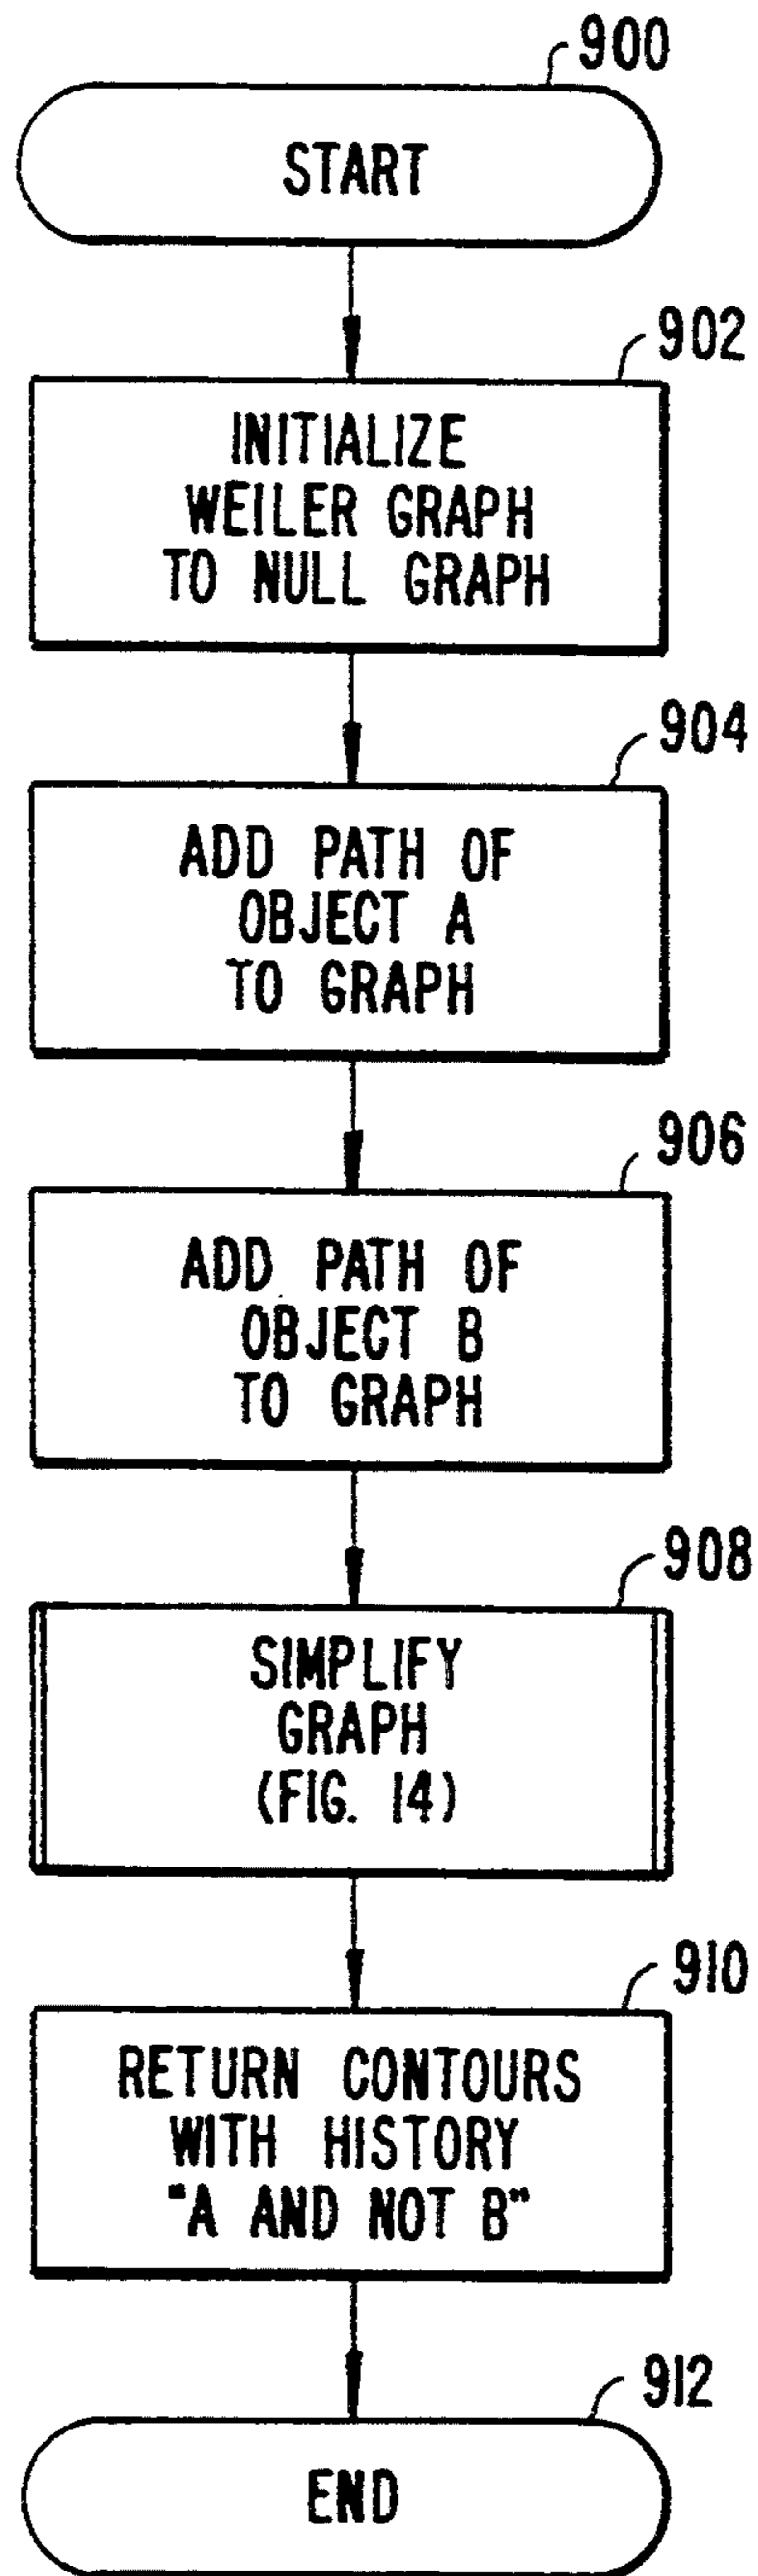 900
START
902
INITIALIZE
WEILER GRAPH
TO NULL GRAPH
904
ADD PATH OF
OBJECT A
TO GRAPH
906
ADD PATH OF
OBJECT B
TO GRAPH
908
SIMPLIFY
GRAPH
(FIG. 14)
910
RETURN CONTOURS
WITH HISTORY
"A AND NOT B"
912
END